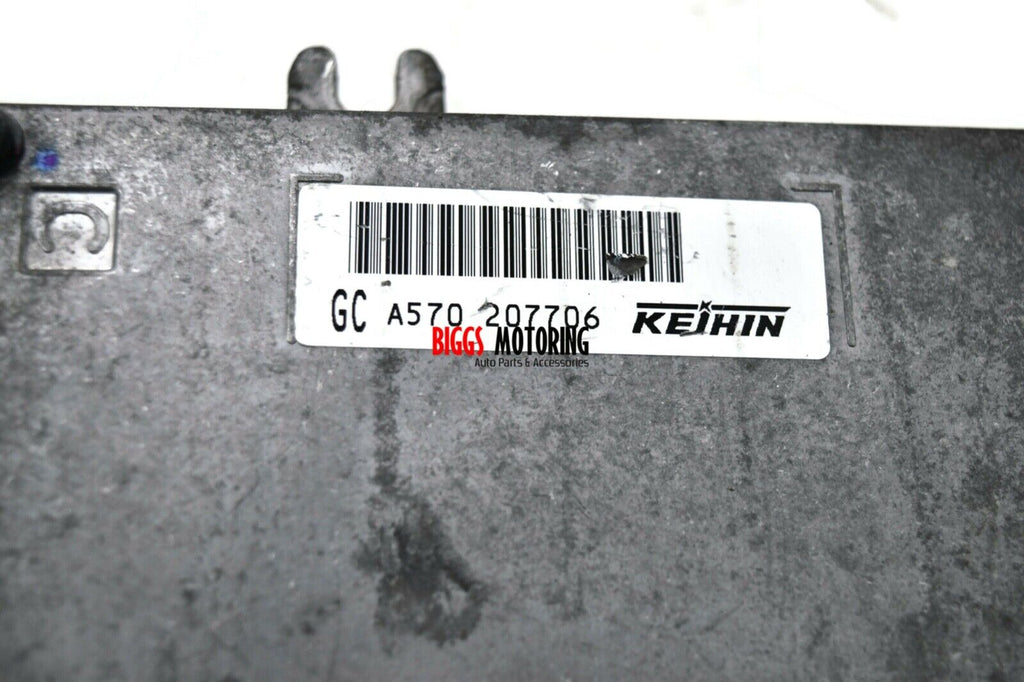 C
GC A570 207706 KEIHIN
BIGGS MOTORING
Auto Parts & Accessories